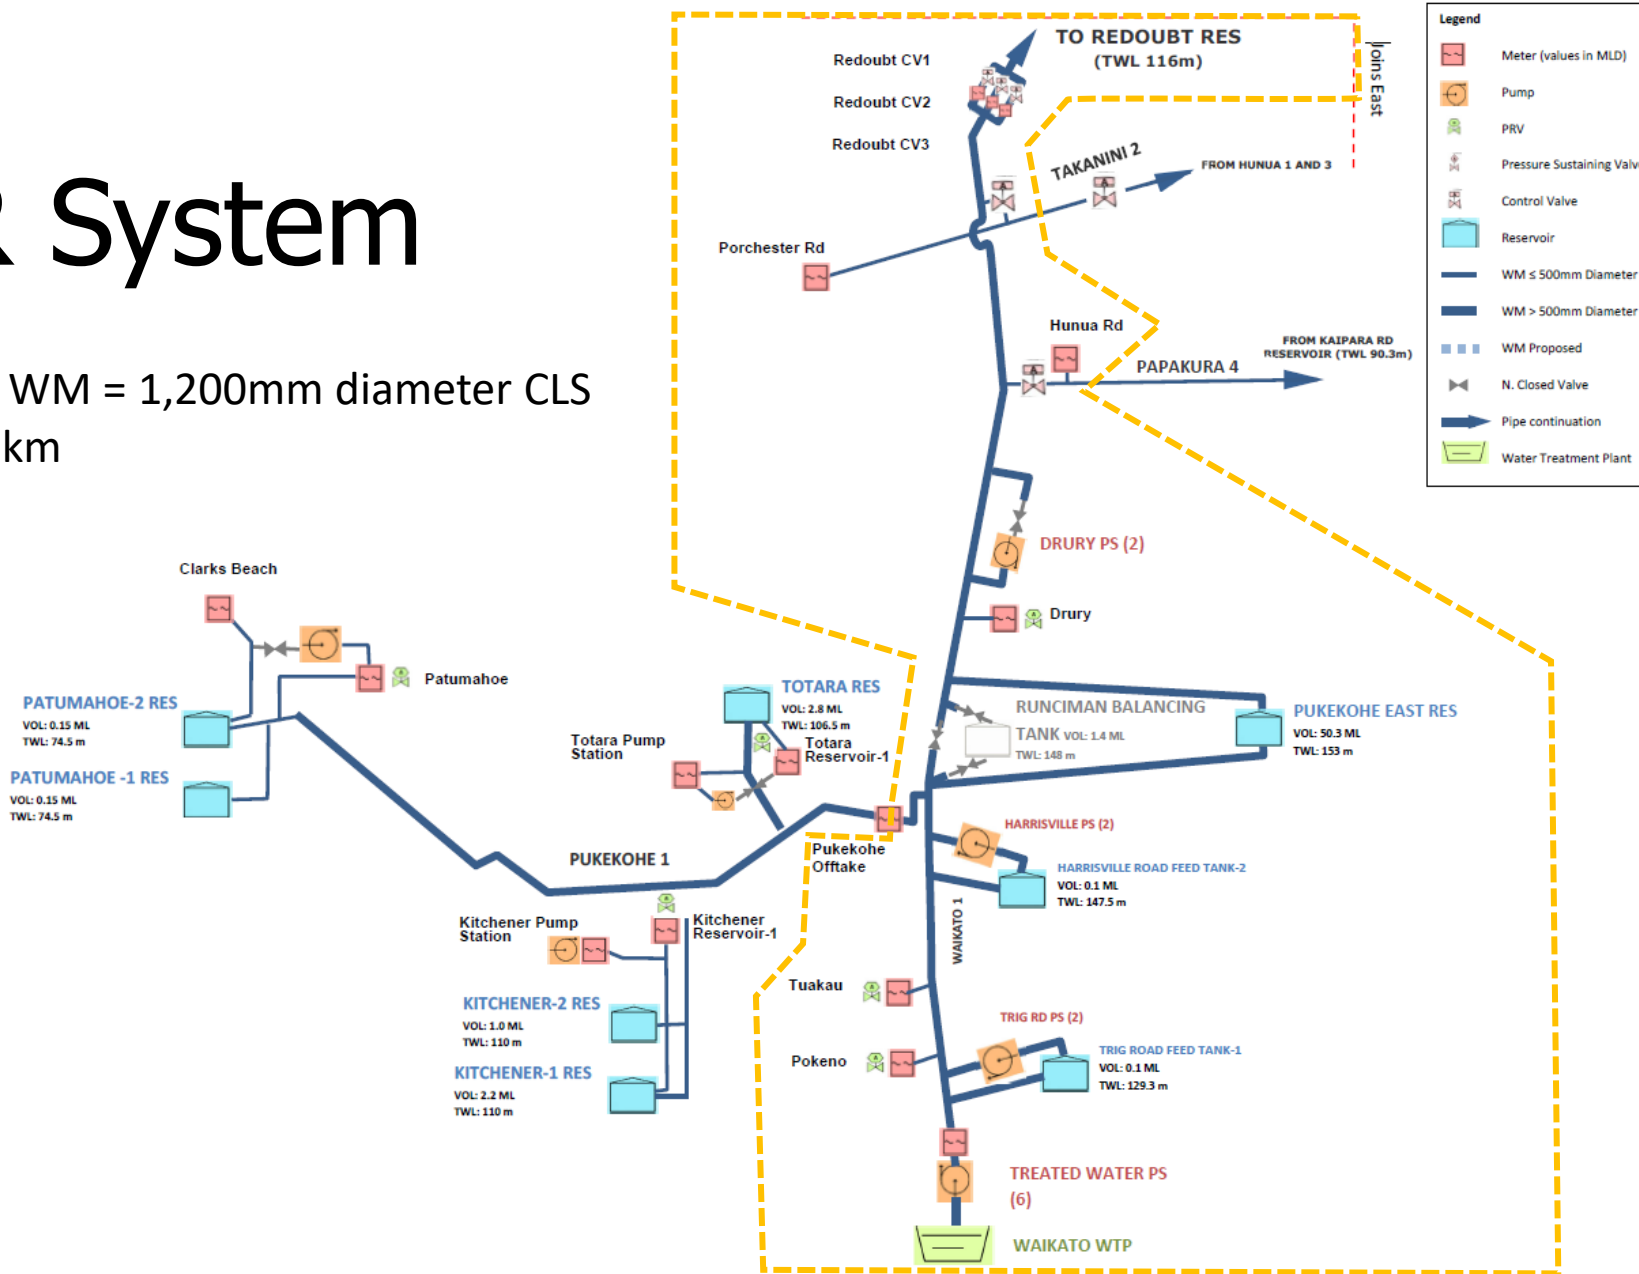 R System
WM = 1,200mm diameter CLS
km
TO REDOUBT RES
(TWL 116m)
Redoubt CV1
Redoubt CV2
Redoubt CV3
Joins East
TAKANINI 2
FROM HUNUA 1 AND 3
Porchester Rd
Hunua Rd
FROM KAIPARA RD
RESERVOIR (TWL 90.3m)
PAPAKURA 4
Legend
Meter (values in MLD)
Pump
PRV
Pressure Sustaining Valv
Control Valve
Reservoir
WM ≤ 500mm Diameter
WM > 500mm Diameter
WM Proposed
N. Closed Valve
Pipe continuation
Water Treatment Plant
DRURY PS (2)
Drury
Clarks Beach
Patumahoe
PATUMAHOE-2 RES
VOL: 0.15 ML
TWL: 74.5 m
PATUMAHOE -1 RES
VOL: 0.15 ML
TWL: 74.5 m
TOTARA RES
VOL: 2.8 ML
TWL: 106.5 m
Totara Pump
Station
Totara
Reservoir-1
RUNCIMAN BALANCING
TANK VOL: 1.4 ML
TWL: 148 m
PUKEKOHE EAST RES
VOL: 50.3 ML
TWL: 153 m
PUKEKOHE 1
Pukekohe
Offtake
HARRISVILLE PS (2)
HARRISVILLE ROAD FEED TANK-2
VOL: 0.1 ML
TWL: 147.5 m
WAIKATO 1
Kitchener Pump
Station
Kitchener
Reservoir-1
KITCHENER-2 RES
VOL: 1.0 ML
TWL: 110 m
KITCHENER-1 RES
VOL: 2.2 ML
TWL: 110 m
Tuakau
Pokeno
TRIG RD PS (2)
TRIG ROAD FEED TANK-1
VOL: 0.1 ML
TWL: 129.3 m
TREATED WATER PS
(6)
WAIKATO WTP